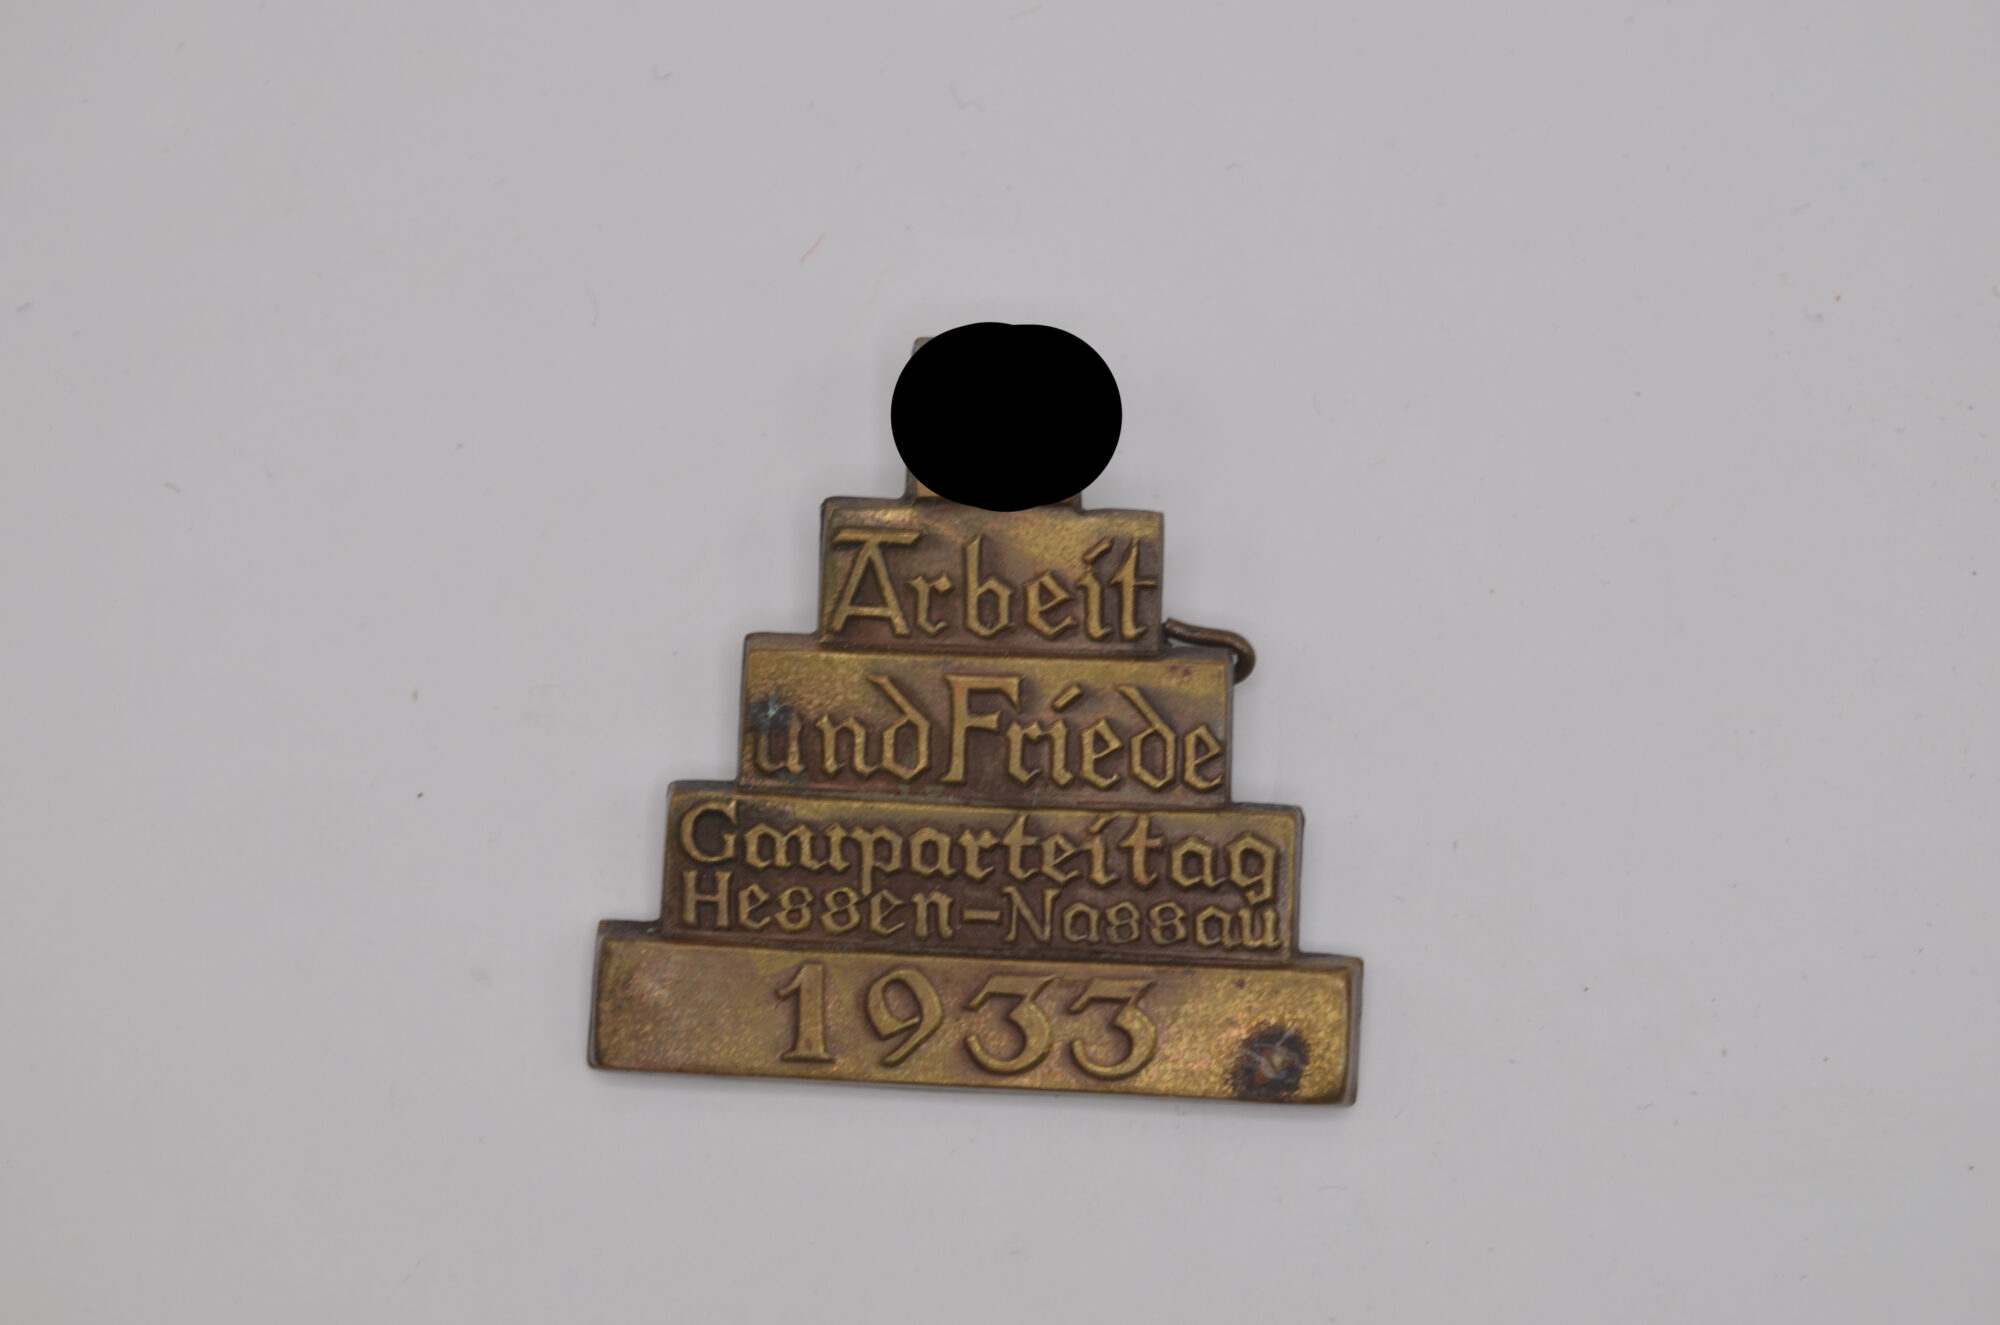 Arbeit
und Friede
Gauparteitag
Hessen-Nassau
1933